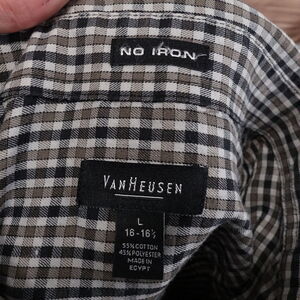 NO IRON
VANHEUSEN
L
16-16½
55% COTTON
45% POLYESTER
MADE IN
EGYPT